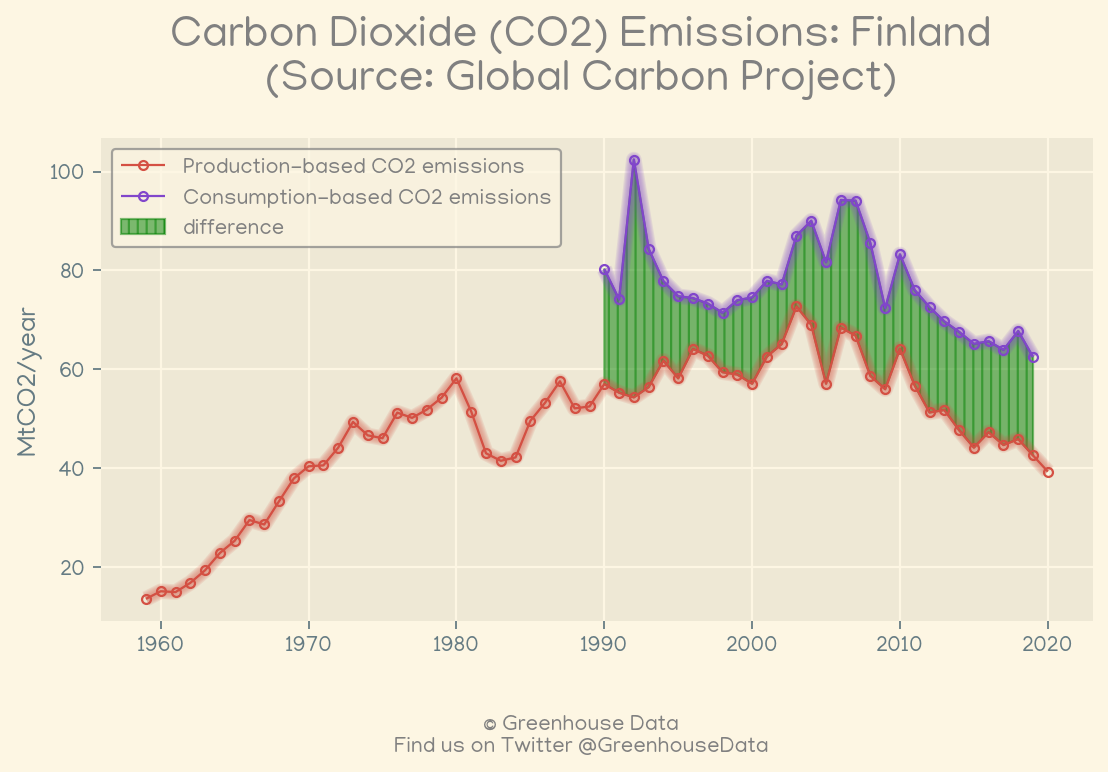 Carbon Dioxide (CO2) Emissions: Finland
(Source: Global Carbon Project)
Production-based CO2 emissions
Consumption-based CO2 emissions
difference
MtCO2/year
100
80
60
40
20
1960 1970 1980 1990 2000 2010 2020
© Greenhouse Data
Find us on Twitter @GreenhouseData